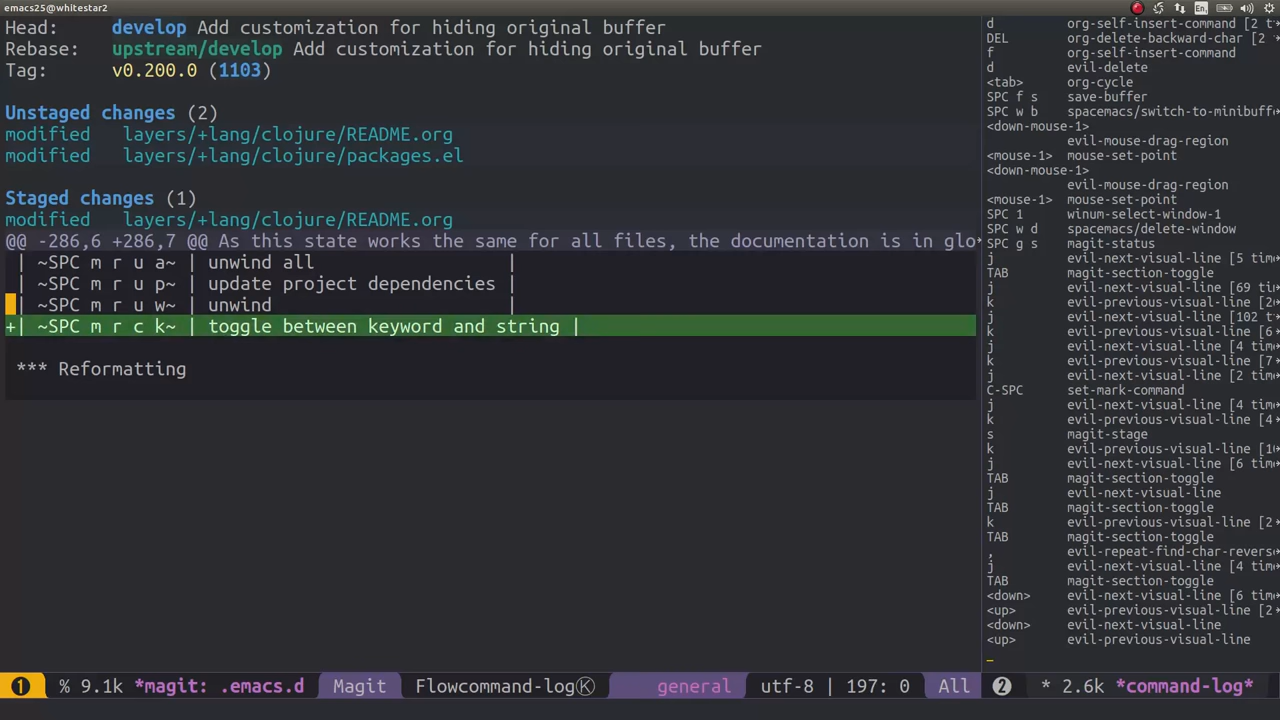 emacs25@whitestar2
En
Head: develop Add customization for hiding original buffer
Rebase: upstream/develop Add customization for hiding original buffer
Tag: v0.200.0 (1103)
Unstaged changes (2)
modified layers/+lang/clojure/README.org
modified layers/+lang/clojure/packages.el
Staged changes (1)
modified layers/+lang/clojure/README.org
@@ -286,6 +286,7 @@ As this state works the same for all files, the documentation is in glo
| ~SPC m r u a~ | unwind all |
| ~SPC m r u p~ | update project dependencies |
| ~SPC m r u w~ | unwind |
+| ~SPC m r c k~ | toggle between keyword and string |
*** Reformatting
❶ % 9.1k *magit: .emacs.d Magit Flowcommand-logⓀ general utf-8 | 197: 0 All
d org-self-insert-command [2 t
DEL org-delete-backward-char [2
f org-self-insert-command
d evil-delete
<tab> org-cycle
SPC f s save-buffer
SPC w b spacemacs/switch-to-minibuff
<down-mouse-1>
evil-mouse-drag-region
<mouse-1> mouse-set-point
<down-mouse-1>
evil-mouse-drag-region
<mouse-1> mouse-set-point
SPC 1 winum-select-window-1
SPC w d spacemacs/delete-window
SPC g s magit-status
j evil-next-visual-line [5 tim
TAB magit-section-toggle
j evil-next-visual-line [69 ti
k evil-previous-visual-line [2
j evil-next-visual-line [102 t
k evil-previous-visual-line [6
j evil-next-visual-line [4 tim
k evil-previous-visual-line [7
j evil-next-visual-line [2 tim
C-SPC set-mark-command
j evil-next-visual-line [4 tim
k evil-previous-visual-line [4
s magit-stage
k evil-previous-visual-line [1
j evil-next-visual-line [6 tim
TAB magit-section-toggle
j evil-next-visual-line
TAB magit-section-toggle
k evil-previous-visual-line [2
TAB magit-section-toggle
, evil-repeat-find-char-revers
j evil-next-visual-line [4 tim
TAB magit-section-toggle
<down> evil-next-visual-line [6 tim
<up> evil-previous-visual-line [2
<down> evil-next-visual-line
<up> evil-previous-visual-line
❷ * 2.6k *command-log*